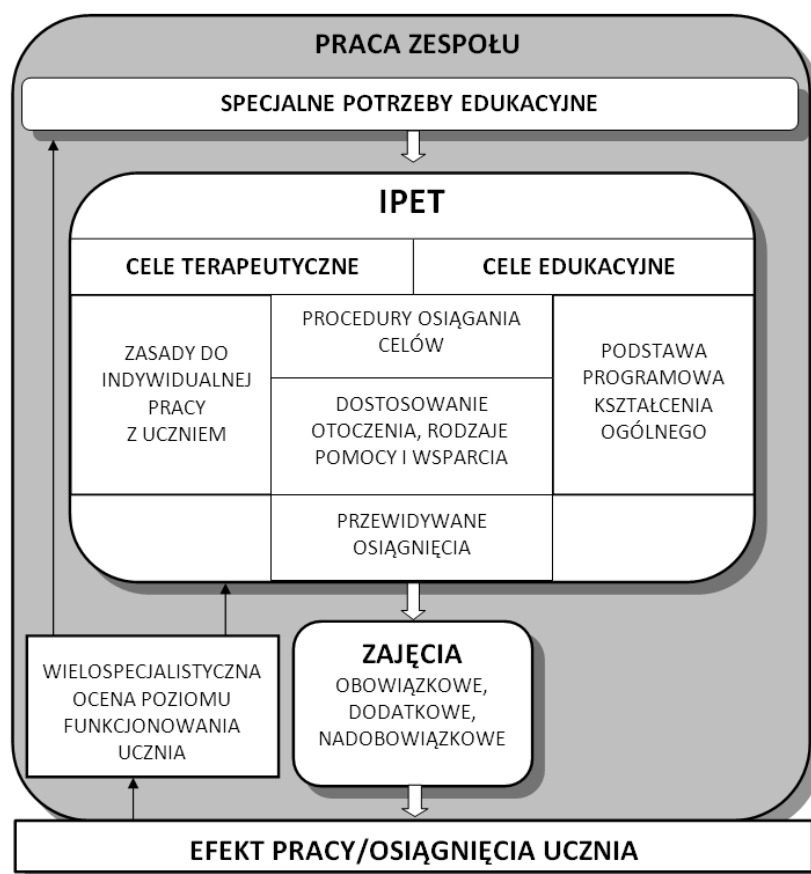 PRACA ZESPOŁU
SPECJALNE POTRZEBY EDUKACYJNE
IPET
CELE TERAPEUTYCZNE
CELE EDUKACYJNE
ZASADY DO
INDYWIDUALNEJ
PRACY
Z UCZNIEM
PROCEDURY OSIĄGANIA
CELÓW
DOSTOSOWANIE
OTOCZENIA, RODZAJE
POMOCY I WSPARCIA
PODSTAWA
PROGRAMOWA
KSZTAŁCENIA
OGÓLNEGO
PRZEWIDYWANE
OSIĄGNIĘCIA
WIELOSPECJALISTYCZNA
OCENA POZIOMU
FUNKCJONOWANIA
UCZNIA
ZAJĘCIA
OBOWIĄZKOWE,
DODATKOWE,
NADOBOWIĄZKOWE
EFEKT PRACY/OSIĄGNIĘCIA UCZNIA